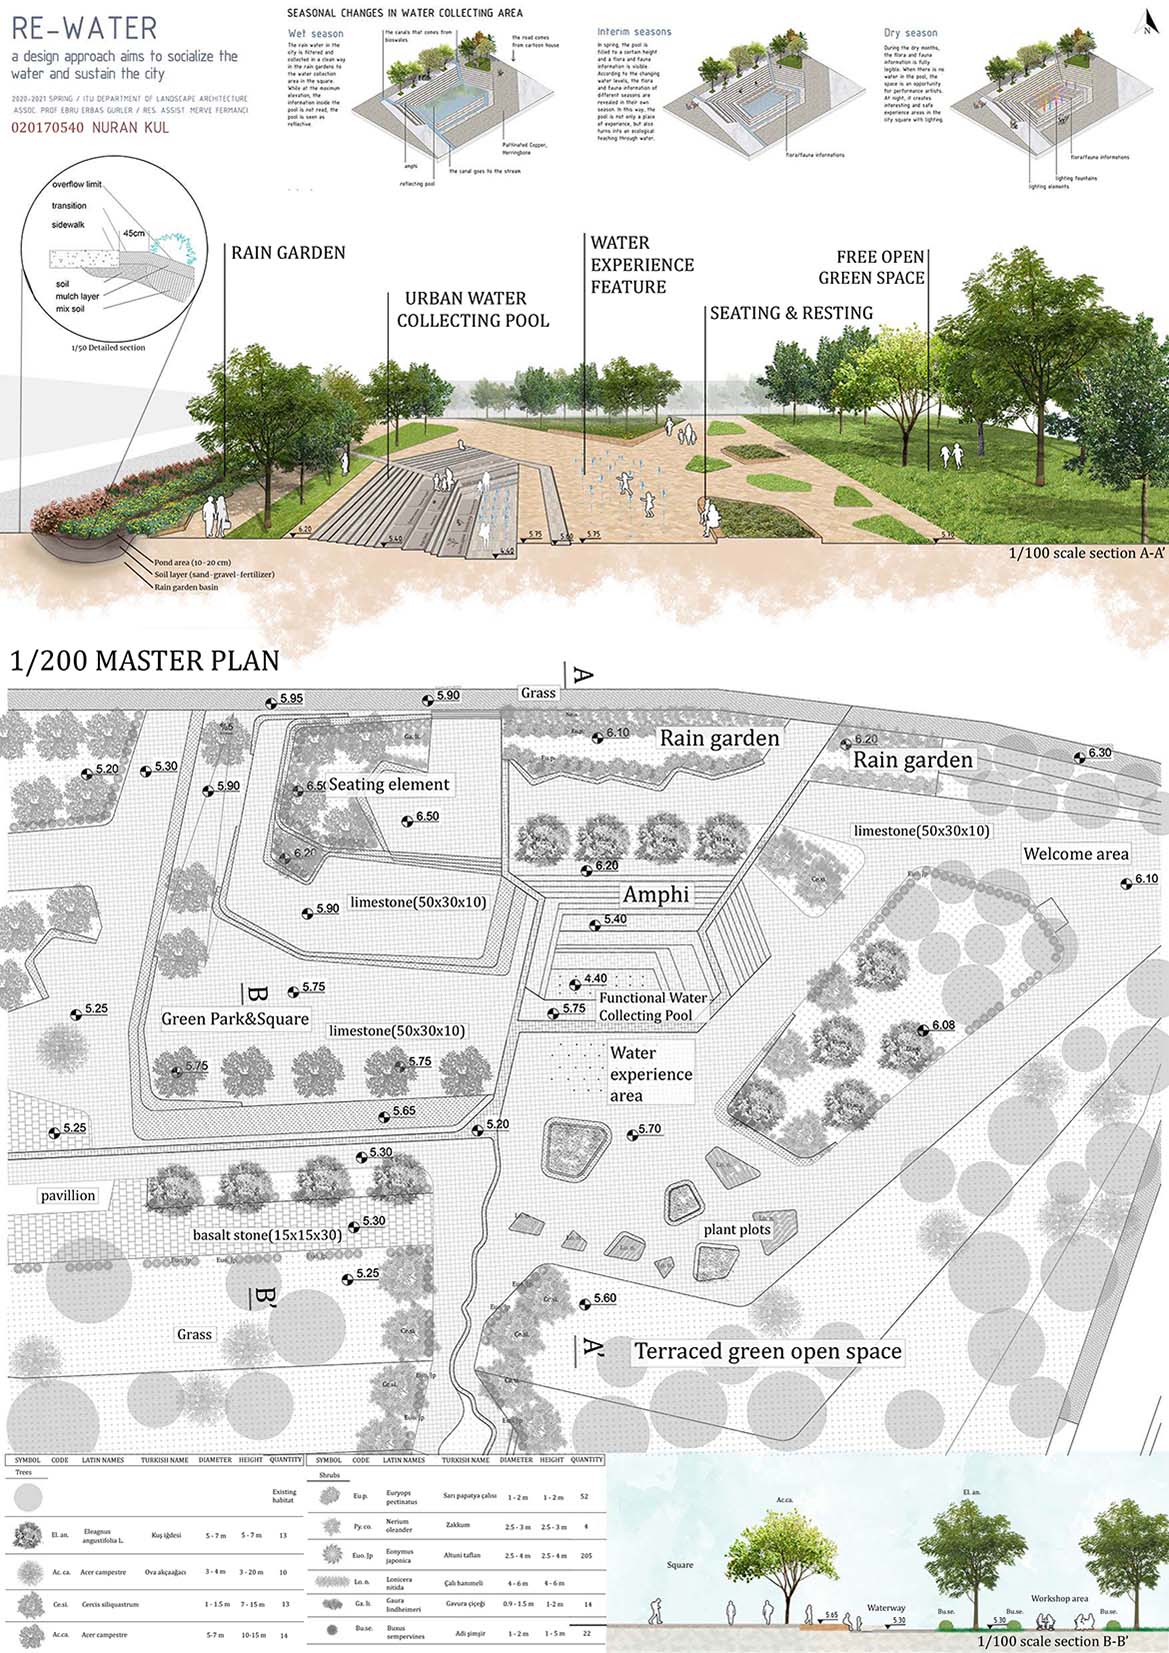 RE-WATER
a design approach aims to socialize the
water and sustain the city
2020-2021 SPRING / ITU DEPARTMENT OF LANDSCAPE ARCHITECTURE
ASSOC. PROF EBRU ERBAS GURLER / RES. ASSIST. MERVE FERMANCI
020170540 NURAN KUL
SEASONAL CHANGES IN WATER COLLECTING AREA
Wet season
The rain water in the
city is filtered and
collected in a clean way
in the rain gardens to
the water collection
area in the square.
While at the maximum
elevation, the
information inside the
pool is not read, the
pool is seen as
reflective.
the canals that comes from
bioswales
the road comes
from cartoon house
Patinated Copper,
Herringbone
amphi
the canal goes to the stream
reflecting pool
Interim seasons
In spring, the pool is
filled to a certain height
and a flora and fauna
information is visible.
According to the changing
water levels, the flora
and fauna information of
different seasons are
revealed in their own
season. In this way, the
pool is not only a place
of experience, but also
turns into an ecological
teaching through water.
flora/fauna informations
Dry season
During the dry months,
the flora and fauna
information is fully
legible. When there is no
water in the pool, the
space is an opportunity
for performance artists.
At night, it creates
interesting and safe
experience areas in the
city square with lighting.
flora/fauna informations
lighting fountains
lighting elements
N
overflow limit
transition
sidewalk
45cm
soil
mulch layer
mix soil
1/50 Detailed section
RAIN GARDEN
URBAN WATER
COLLECTING POOL
WATER
EXPERIENCE
FEATURE
SEATING & RESTING
FREE OPEN
GREEN SPACE
6.20
5.40
4.40
5.75
5.60
5.75
5.70
Pond area (10-20 cm)
Soil layer (sand-gravel-fertilizer)
Rain garden basin
1/100 scale section A-A'
1/200 MASTER PLAN
A
Grass
5.95
5.90
6.10
Rain garden
6.20
Rain garden
6.30
%5
Ga. li.
5.20
5.30
5.90
6.50
Seating element
6.50
limestone(50x30x10)
Welcome area
6.10
6.20
6.20
Amphi
Ce.si.
5.90
limestone(50x30x10)
5.40
4.40
5.75
B
Functional Water
Collecting Pool
5.75
5.25
Green Park&Square
limestone(50x30x10)
6.08
Water
experience
area
5.75
5.75
5.65
5.20
5.70
5.25
5.30
pavillion
basalt stone(15x15x30)
5.30
plant plots
Euo. Jp
5.25
B'
5.60
Grass
A'
Terraced green open space
Ce.si.
Euo. Jp
SYMBOL CODE LATIN NAMES TURKISH NAME DIAMETER HEIGHT QUANTITY
Trees
Existing
habitat
El. an. Eleagnus
angustifolia L. Kuş iğdesi 5 - 7 m 5 - 7 m 13
Ac. ca. Acer campestre Ova akçaağacı 3 - 4 m 3 - 20 m 10
Ce.si. Cercis siliquastrum 1 - 1.5 m 7 - 15 m 13
Ac.ca. Acer campestre 5-7 m 10-15 m 14
SYMBOL CODE LATIN NAMES TURKISH NAME DIAMETER HEIGHT QUANTITY
Shrubs
Eu.p. Euryops
pectinatus Sarı papatya çalısı 1 - 2 m 1 - 2 m 52
Py. co. Nerium
oleander Zakkum 2.5 - 3 m 2.5 - 3 m 4
Euo. Jp Eonymus
japonica Altuni taflan 2.5 - 4 m 2.5 - 4 m 205
Lo. n. Lonicera
nitida Çalı hanımeli 4 - 6 m 4 - 6 m
Ga. li. Gaura
lindheimeri Gavura çiçeği 0.9 - 1.5 m 1-2 m 14
Bu.se. Buxus
sempervines Adi şimşir 1 - 2 m 1 - 5 m 22
Ac.ca.
El. an.
Square
Waterway
Workshop area
5.65
5.30
Bu.se.
5.30
Bu.se.
Bu.se.
1/100 scale section B-B'